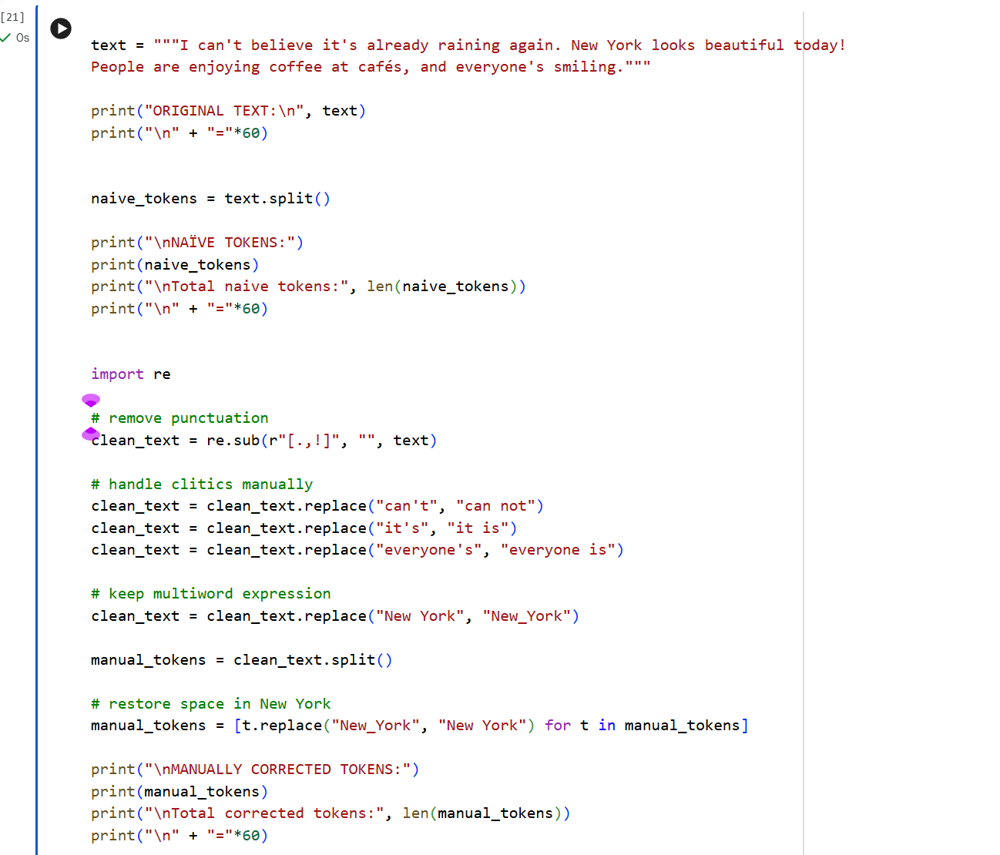 [21]
0s
text = """I can't believe it's already raining again. New York looks beautiful today!
People are enjoying coffee at cafés, and everyone's smiling."""
print("ORIGINAL TEXT:\n", text)
print("\n" + "="*60)
naive_tokens = text.split()
print("\nNAÏVE TOKENS:")
print(naive_tokens)
print("\nTotal naive tokens:", len(naive_tokens))
print("\n" + "="*60)
import re
# remove punctuation
clean_text = re.sub(r"[.,!]", "", text)
# handle clitics manually
clean_text = clean_text.replace("can't", "can not")
clean_text = clean_text.replace("it's", "it is")
clean_text = clean_text.replace("everyone's", "everyone is")
# keep multiword expression
clean_text = clean_text.replace("New York", "New_York")
manual_tokens = clean_text.split()
# restore space in New York
manual_tokens = [t.replace("New_York", "New York") for t in manual_tokens]
print("\nMANUALLY CORRECTED TOKENS:")
print(manual_tokens)
print("\nTotal corrected tokens:", len(manual_tokens))
print("\n" + "="*60)